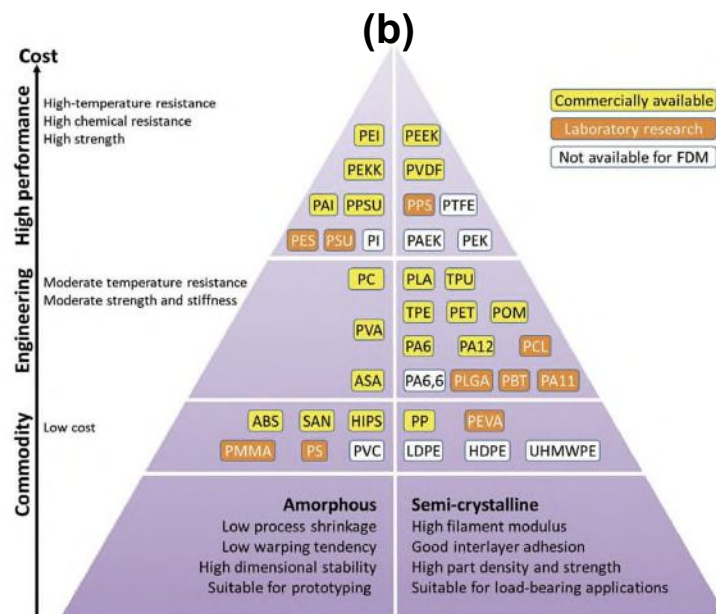 (b)
Cost
High performance
High-temperature resistance
High chemical resistance
High strength
Commercially available
Laboratory research
Not available for FDM
PEI PEEK
PEKK PVDF
PAI PPSU PPS PTFE
PES PSU PI PAEK PEK
Engineering
Moderate temperature resistance
Moderate strength and stiffness
PC PLA TPU
TPE PET POM
PVA
PA6 PA12 PCL
ASA PA6,6 PLGA PBT PA11
Commodity
Low cost
ABS SAN HIPS PP PEVA
PMMA PS PVC LDPE HDPE UHMWPE
Amorphous
Low process shrinkage
Low warping tendency
High dimensional stability
Suitable for prototyping
Semi-crystalline
High filament modulus
Good interlayer adhesion
High part density and strength
Suitable for load-bearing applications